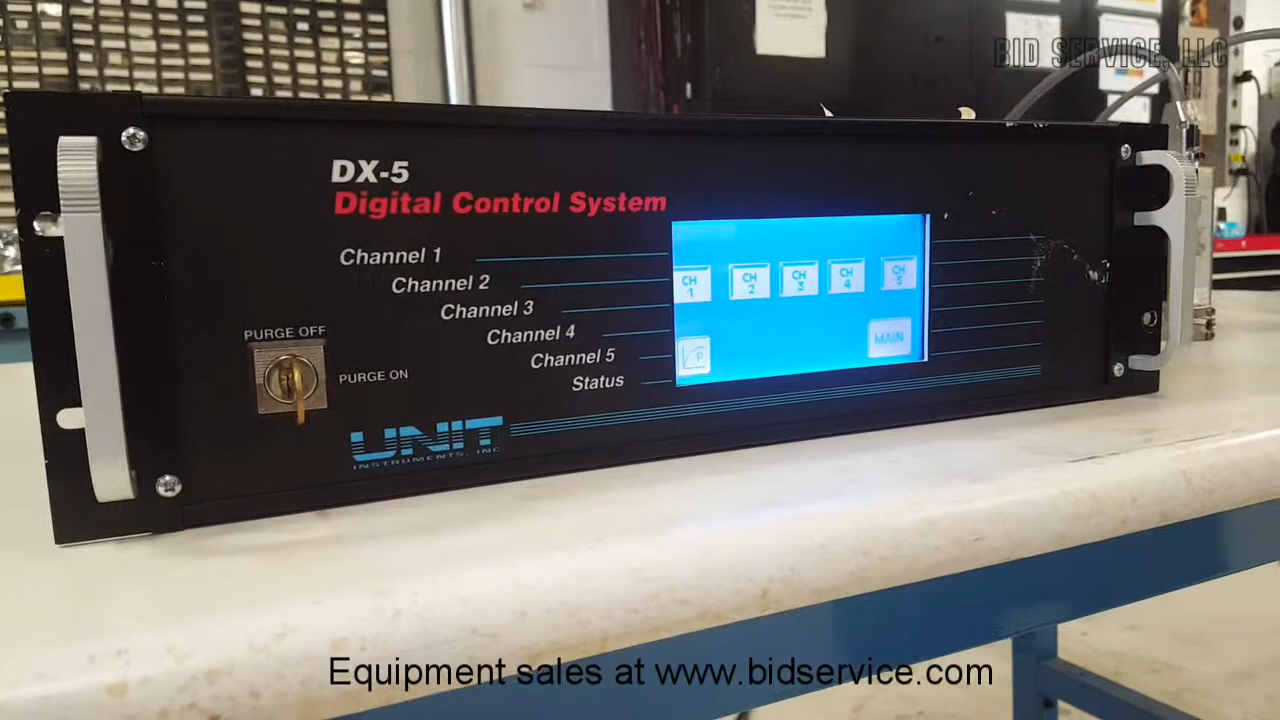 BID SERVICE, LLC
DX-5
Digital Control System
Channel 1
Channel 2
Channel 3
Channel 4
Channel 5
Status
CH 1
CH 2
CH 3
CH 4
CH 5
P
MAIN
PURGE OFF
PURGE ON
UNIT
INSTRUMENTS, INC
Equipment sales at www.bidservice.com